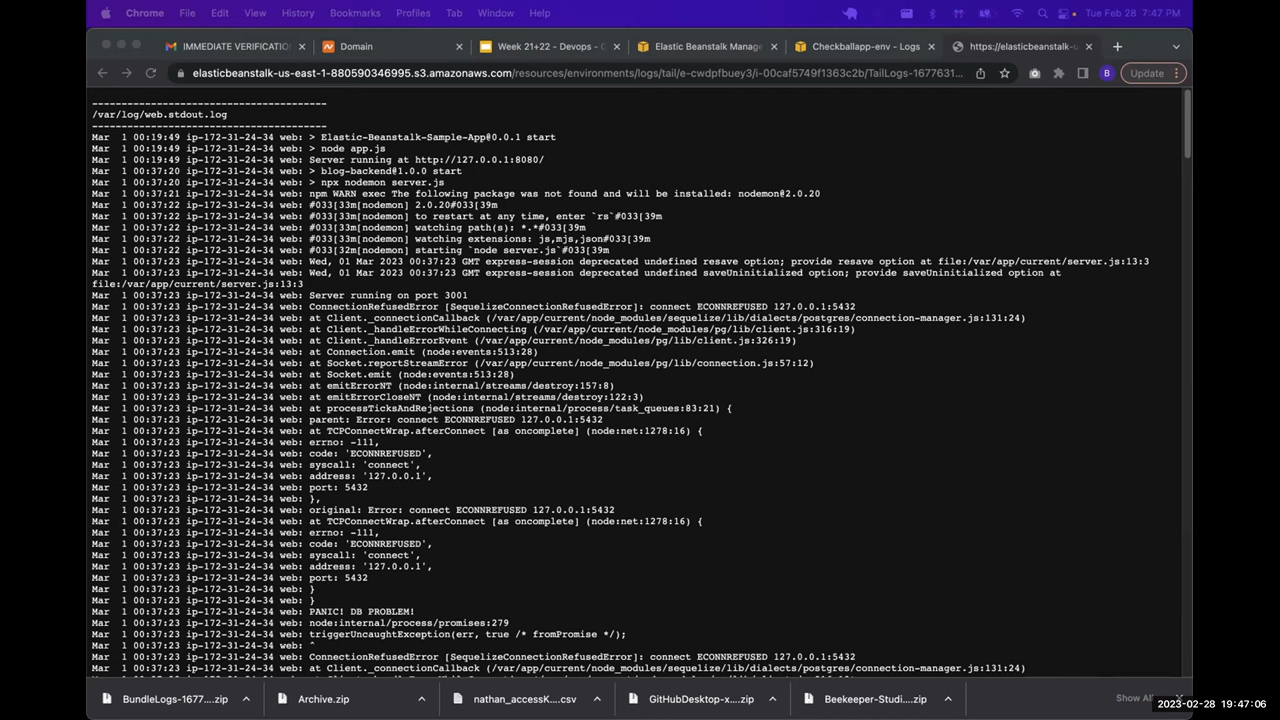 Chrome File Edit View History Bookmarks Profiles Tab Window Help Tue Feb 28 7:47 PM
IMMEDIATE VERIFICATIO Domain Week 21+22 - Devops - G Elastic Beanstalk Manage Checkballapp-env - Logs https://elasticbeanstalk-u
elasticbeanstalk-us-east-1-880590346995.s3.amazonaws.com/resources/environments/logs/tail/e-cwdpfbuey3/i-00caf5749f1363c2b/TailLogs-1677631... B Update
----------------------------------------
/var/log/web.stdout.log
----------------------------------------
Mar  1 00:19:49 ip-172-31-24-34 web: > Elastic-Beanstalk-Sample-App@0.0.1 start
Mar  1 00:19:49 ip-172-31-24-34 web: > node app.js
Mar  1 00:19:49 ip-172-31-24-34 web: Server running at http://127.0.0.1:8080/
Mar  1 00:37:20 ip-172-31-24-34 web: > blog-backend@1.0.0 start
Mar  1 00:37:20 ip-172-31-24-34 web: > npx nodemon server.js
Mar  1 00:37:21 ip-172-31-24-34 web: npm WARN exec The following package was not found and will be installed: nodemon@2.0.20
Mar  1 00:37:22 ip-172-31-24-34 web: #033[33m[nodemon] 2.0.20#033[39m
Mar  1 00:37:22 ip-172-31-24-34 web: #033[33m[nodemon] to restart at any time, enter `rs`#033[39m
Mar  1 00:37:22 ip-172-31-24-34 web: #033[33m[nodemon] watching path(s): *.*#033[39m
Mar  1 00:37:22 ip-172-31-24-34 web: #033[33m[nodemon] watching extensions: js,mjs,json#033[39m
Mar  1 00:37:22 ip-172-31-24-34 web: #033[32m[nodemon] starting `node server.js`#033[39m
Mar  1 00:37:23 ip-172-31-24-34 web: Wed, 01 Mar 2023 00:37:23 GMT express-session deprecated undefined resave option; provide resave option at file:/var/app/current/server.js:13:3
Mar  1 00:37:23 ip-172-31-24-34 web: Wed, 01 Mar 2023 00:37:23 GMT express-session deprecated undefined saveUninitialized option; provide saveUninitialized option at
file:/var/app/current/server.js:13:3
Mar  1 00:37:23 ip-172-31-24-34 web: Server running on port 3001
Mar  1 00:37:23 ip-172-31-24-34 web: ConnectionRefusedError [SequelizeConnectionRefusedError]: connect ECONNREFUSED 127.0.0.1:5432
Mar  1 00:37:23 ip-172-31-24-34 web: at Client._connectionCallback (/var/app/current/node_modules/sequelize/lib/dialects/postgres/connection-manager.js:131:24)
Mar  1 00:37:23 ip-172-31-24-34 web: at Client._handleErrorWhileConnecting (/var/app/current/node_modules/pg/lib/client.js:316:19)
Mar  1 00:37:23 ip-172-31-24-34 web: at Client._handleErrorEvent (/var/app/current/node_modules/pg/lib/client.js:326:19)
Mar  1 00:37:23 ip-172-31-24-34 web: at Connection.emit (node:events:513:28)
Mar  1 00:37:23 ip-172-31-24-34 web: at Socket.reportStreamError (/var/app/current/node_modules/pg/lib/connection.js:57:12)
Mar  1 00:37:23 ip-172-31-24-34 web: at Socket.emit (node:events:513:28)
Mar  1 00:37:23 ip-172-31-24-34 web: at emitErrorNT (node:internal/streams/destroy:157:8)
Mar  1 00:37:23 ip-172-31-24-34 web: at emitErrorCloseNT (node:internal/streams/destroy:122:3)
Mar  1 00:37:23 ip-172-31-24-34 web: at processTicksAndRejections (node:internal/process/task_queues:83:21) {
Mar  1 00:37:23 ip-172-31-24-34 web: parent: Error: connect ECONNREFUSED 127.0.0.1:5432
Mar  1 00:37:23 ip-172-31-24-34 web: at TCPConnectWrap.afterConnect [as oncomplete] (node:net:1278:16) {
Mar  1 00:37:23 ip-172-31-24-34 web: errno: -111,
Mar  1 00:37:23 ip-172-31-24-34 web: code: 'ECONNREFUSED',
Mar  1 00:37:23 ip-172-31-24-34 web: syscall: 'connect',
Mar  1 00:37:23 ip-172-31-24-34 web: address: '127.0.0.1',
Mar  1 00:37:23 ip-172-31-24-34 web: port: 5432
Mar  1 00:37:23 ip-172-31-24-34 web: },
Mar  1 00:37:23 ip-172-31-24-34 web: original: Error: connect ECONNREFUSED 127.0.0.1:5432
Mar  1 00:37:23 ip-172-31-24-34 web: at TCPConnectWrap.afterConnect [as oncomplete] (node:net:1278:16) {
Mar  1 00:37:23 ip-172-31-24-34 web: errno: -111,
Mar  1 00:37:23 ip-172-31-24-34 web: code: 'ECONNREFUSED',
Mar  1 00:37:23 ip-172-31-24-34 web: syscall: 'connect',
Mar  1 00:37:23 ip-172-31-24-34 web: address: '127.0.0.1',
Mar  1 00:37:23 ip-172-31-24-34 web: port: 5432
Mar  1 00:37:23 ip-172-31-24-34 web: }
Mar  1 00:37:23 ip-172-31-24-34 web: }
Mar  1 00:37:23 ip-172-31-24-34 web: PANIC! DB PROBLEM!
Mar  1 00:37:23 ip-172-31-24-34 web: node:internal/process/promises:279
Mar  1 00:37:23 ip-172-31-24-34 web: triggerUncaughtException(err, true /* fromPromise */);
Mar  1 00:37:23 ip-172-31-24-34 web: ^
Mar  1 00:37:23 ip-172-31-24-34 web: ConnectionRefusedError [SequelizeConnectionRefusedError]: connect ECONNREFUSED 127.0.0.1:5432
Mar  1 00:37:23 ip-172-31-24-34 web: at Client._connectionCallback (/var/app/current/node_modules/sequelize/lib/dialects/postgres/connection-manager.js:131:24)
BundleLogs-1677....zip Archive.zip nathan_accessK....csv GitHubDesktop-x....zip Beekeeper-Studi....zip Show All
2023-02-28 19:47:06